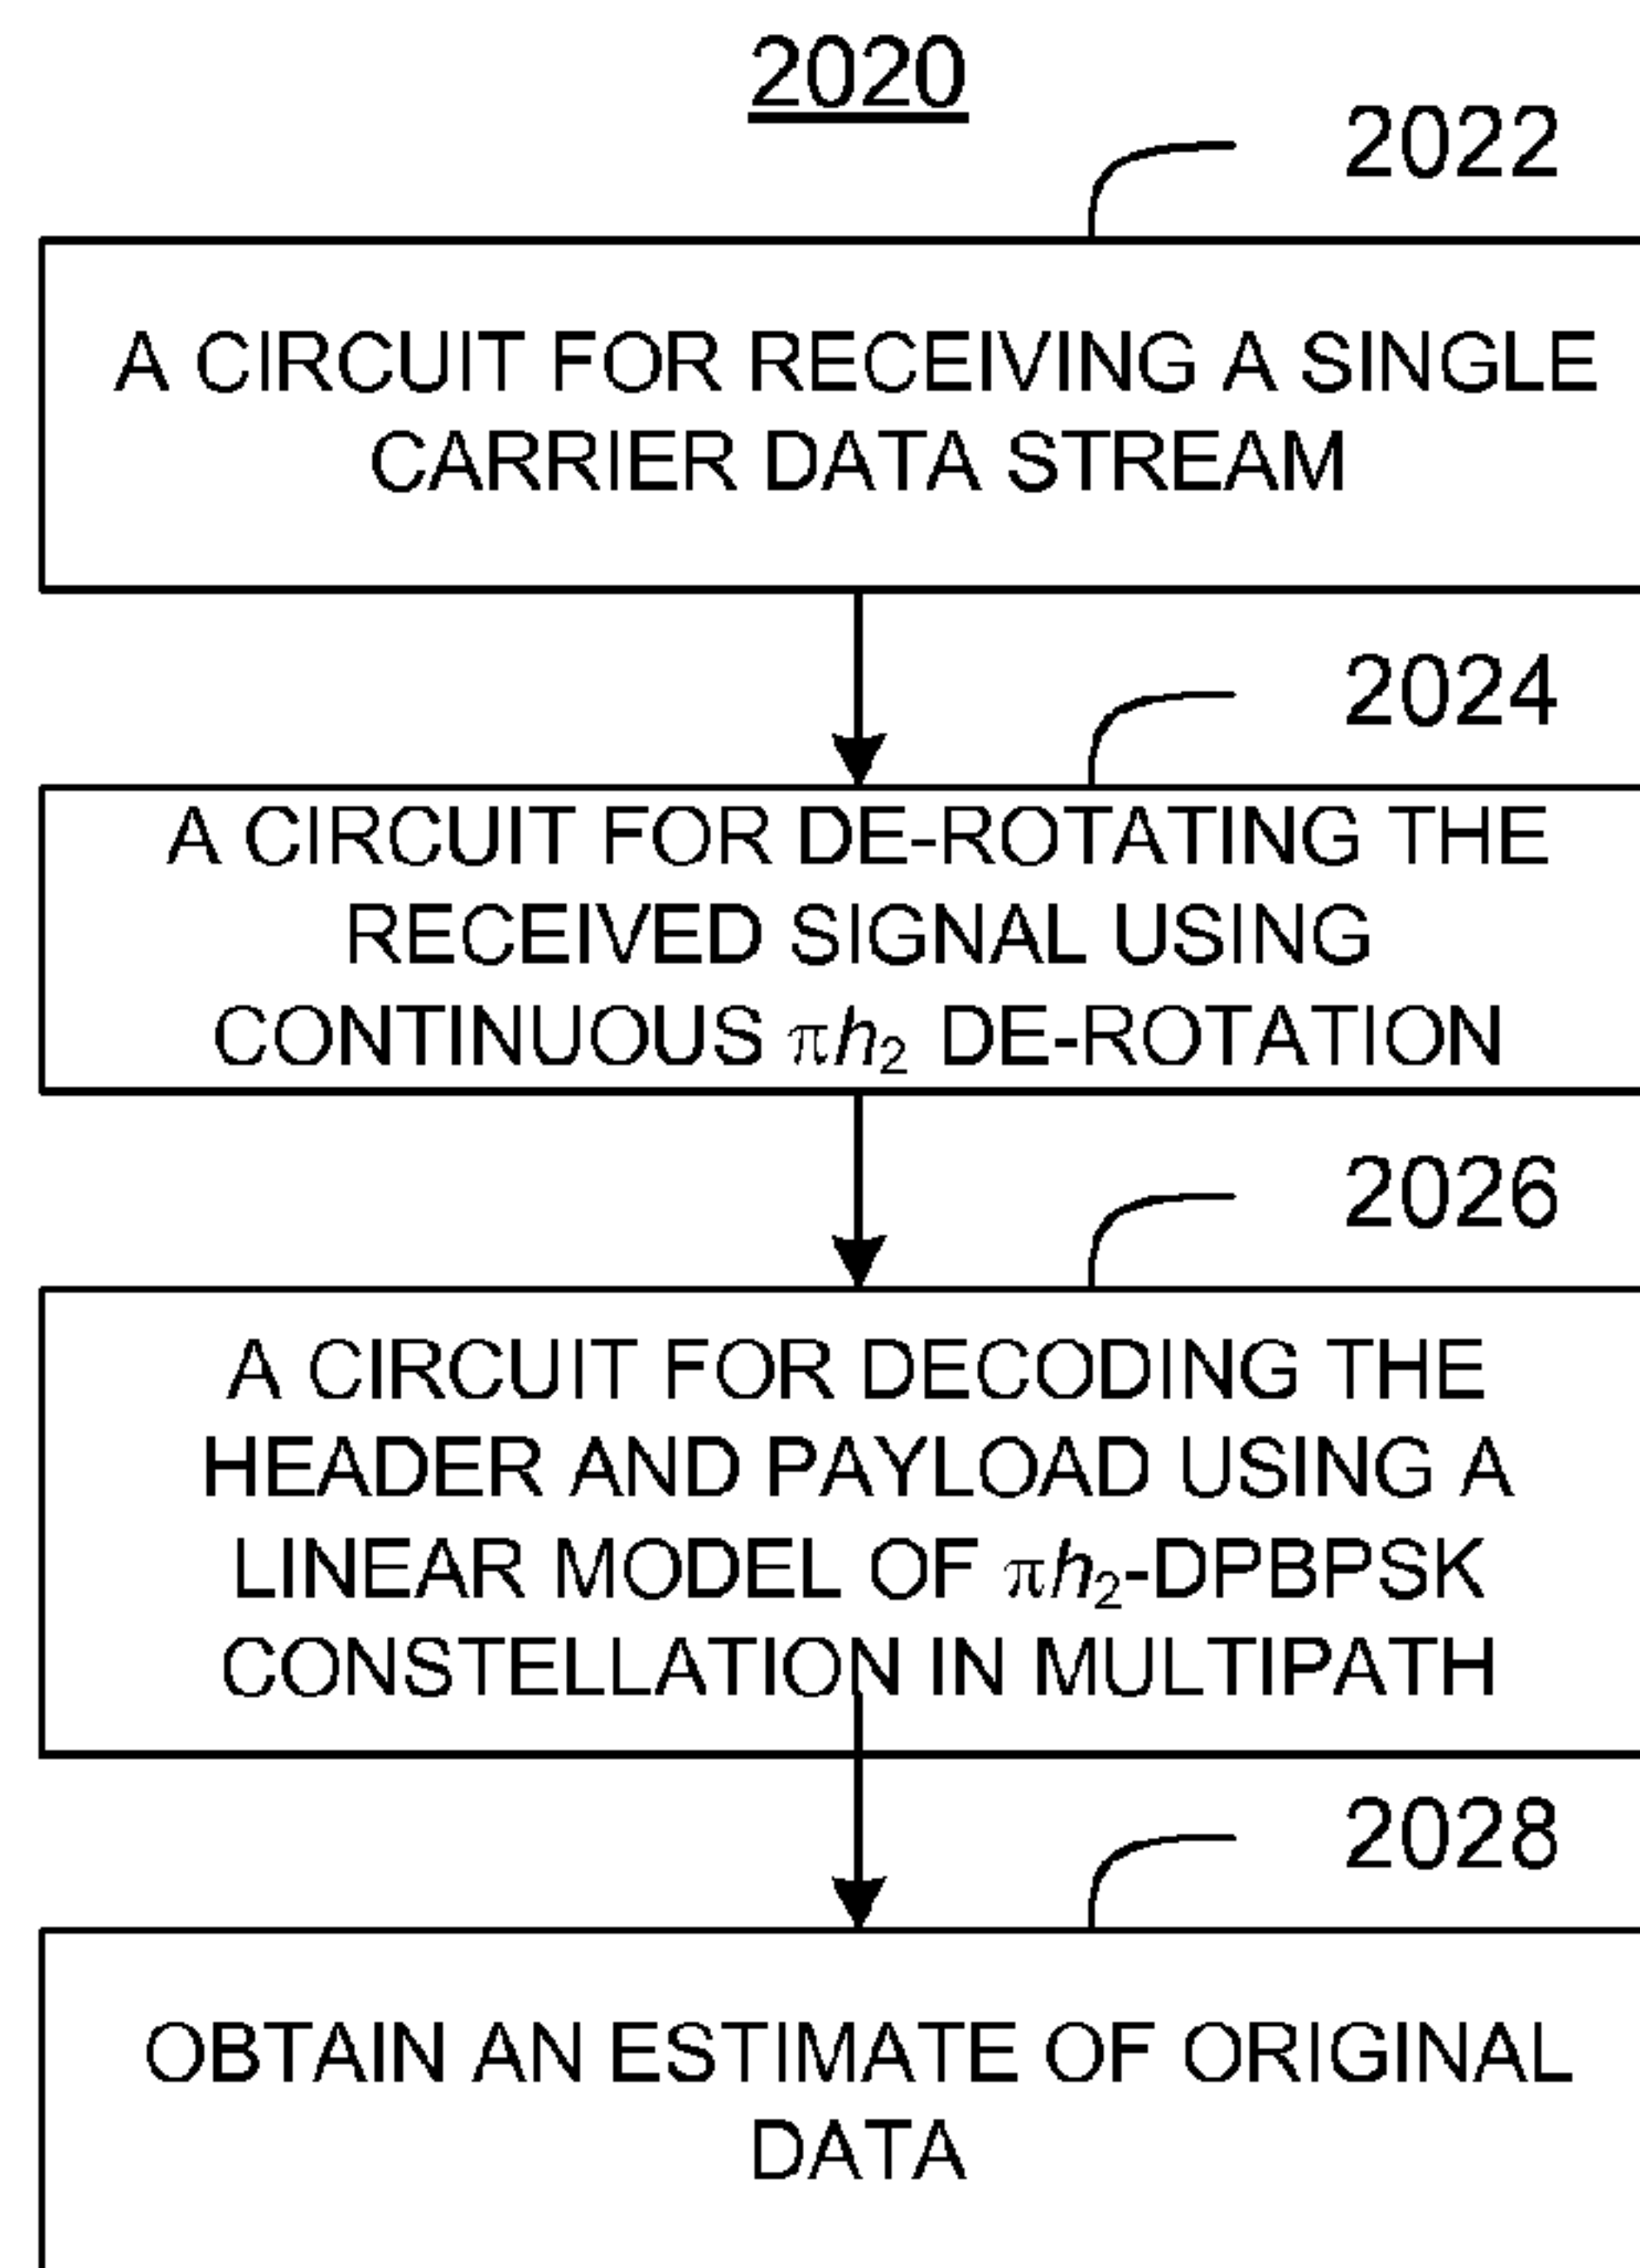 2020
2022
A CIRCUIT FOR RECEIVING A SINGLE
CARRIER DATA STREAM
2024
A CIRCUIT FOR DE-ROTATING THE
RECEIVED SIGNAL USING
CONTINUOUS πh₂ DE-ROTATION
2026
A CIRCUIT FOR DECODING THE
HEADER AND PAYLOAD USING A
LINEAR MODEL OF πh₂-DPBPSK
CONSTELLATION IN MULTIPATH
2028
OBTAIN AN ESTIMATE OF ORIGINAL
DATA